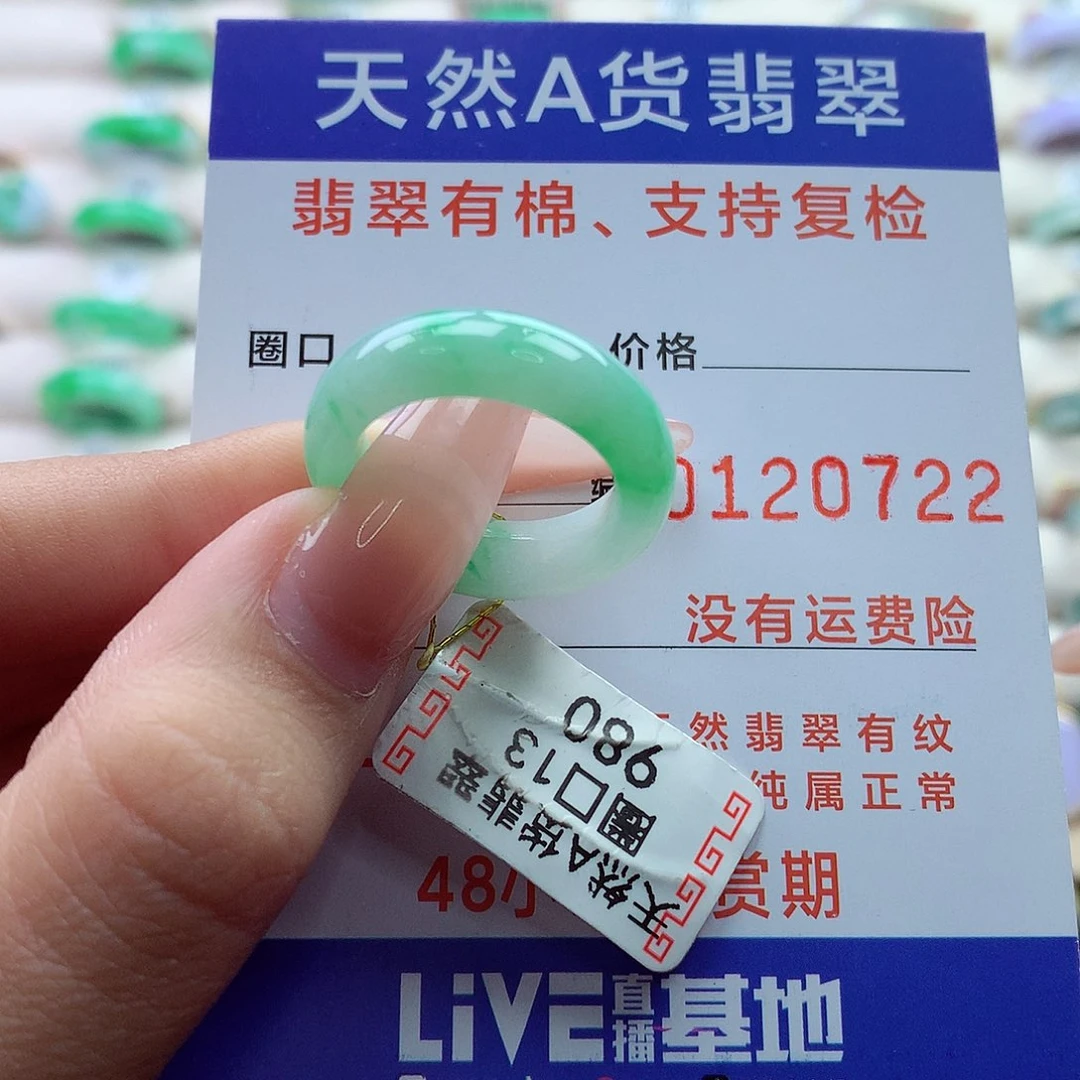 天然A货翡翠
翡翠有棉、支持复检
圈口
价格
0120722
没有运费险
然翡翠有纹
纯属正常
48小
赏期
天然A货翡翠
圈口13
980
LiVE直播基地